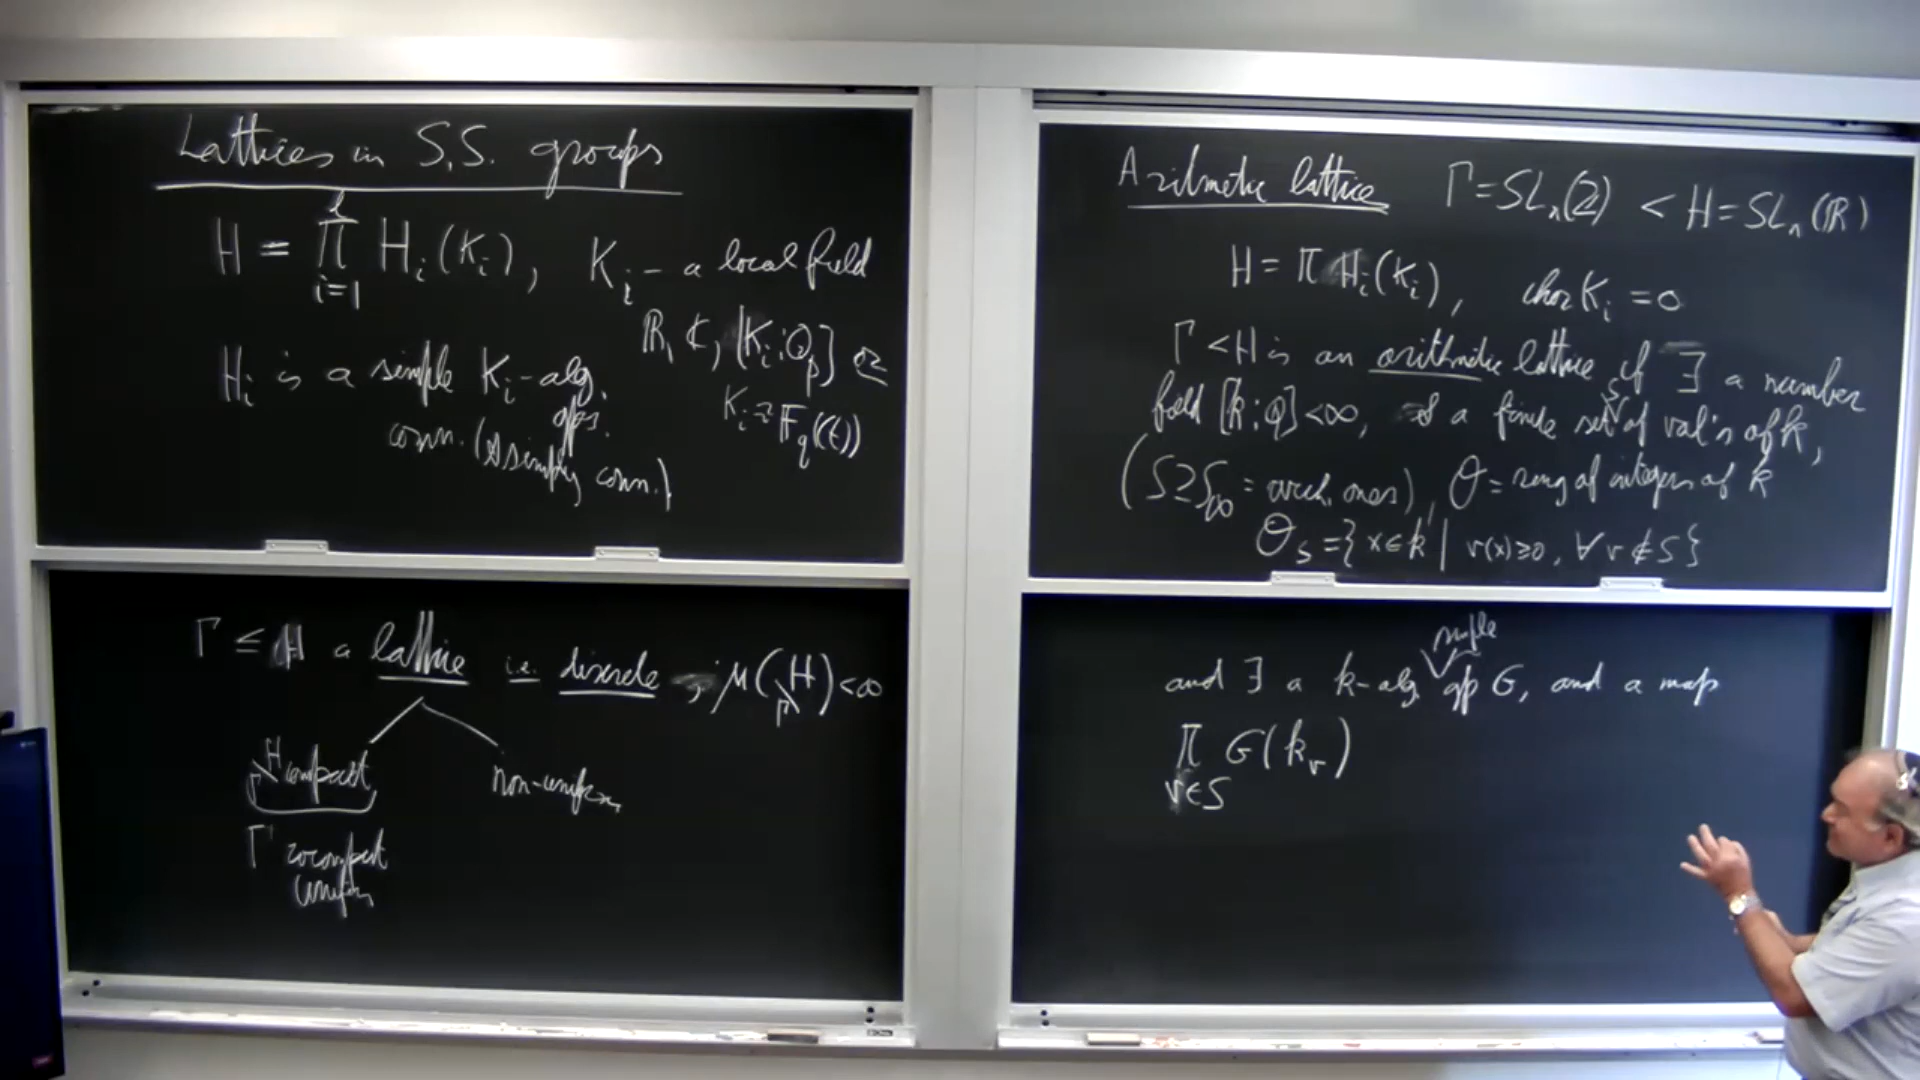 Lattices in S.S. groups
H = ∏_{i=1}^{l} H_i(K_i), K_i - a local field
ℝ, ℂ, [K_i : Q_p] or
K_i = F_q((t))
H_i is a simple K_i-alg. gps.
conn. (& simply conn.)
Γ ≤ H a lattice i.e. discrete, μ(Γ\H) < ∞
Γ\H compact
non-uniform
Γ cocompact
uniform
Arithmetic lattice Γ = SL_n(Z) < H = SL_n(ℝ)
H = ∏ H_i(K_i), char K_i = 0
Γ < H is an arithmetic lattice if ∃ a number
field [k : Q] < ∞, S a finite set of val's of k,
(S ⊇ S_∞ = arch. ones), O = ring of integers of k
O_S = { x ∈ k | v(x) ≥ 0, ∀ v ∉ S }
and ∃ a k-alg simple gp G, and a map
∏_{v∈S} G(k_v)